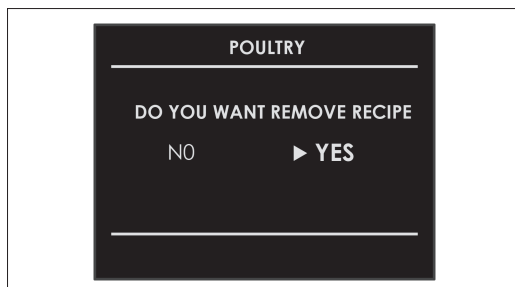 POULTRY
DO YOU WANT REMOVE RECIPE
N0 ▶ YES